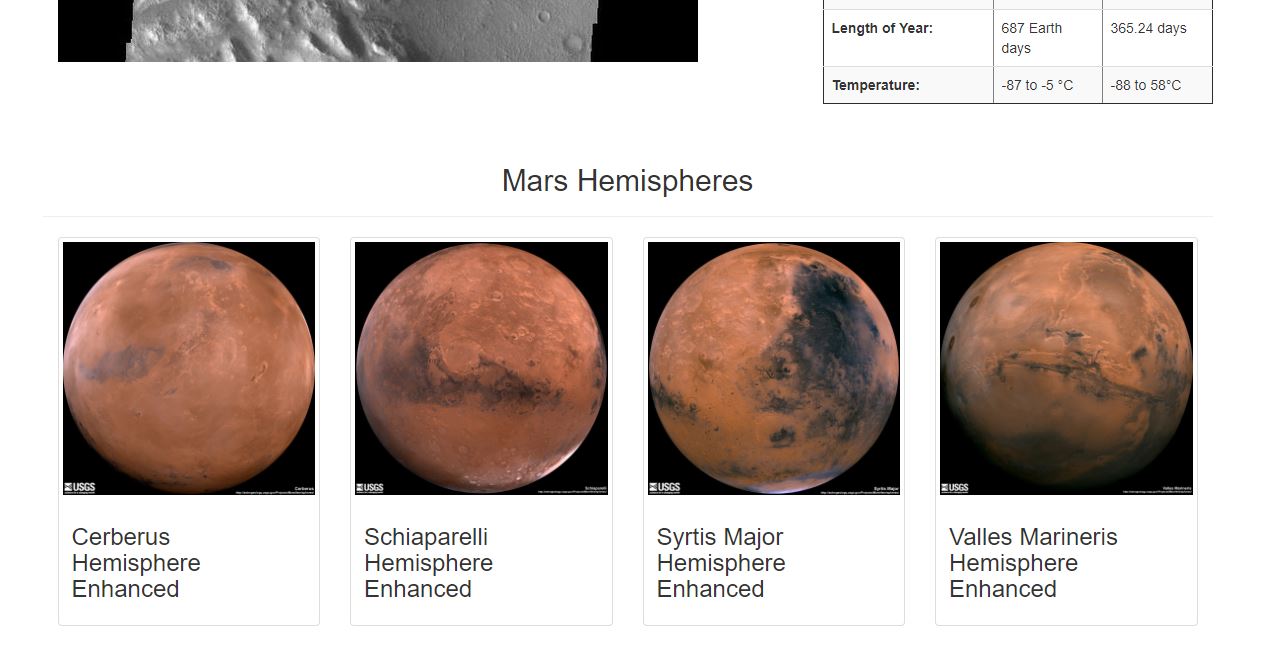 Length of Year: 687 Earth 365.24 days
days
Temperature: -87 to -5 °C -88 to 58°C
Mars Hemispheres
USGS Cerberus
USGS Schiaparelli
USGS Syrtis Major
USGS Valles Marineris
Cerberus
Hemisphere
Enhanced
Schiaparelli
Hemisphere
Enhanced
Syrtis Major
Hemisphere
Enhanced
Valles Marineris
Hemisphere
Enhanced